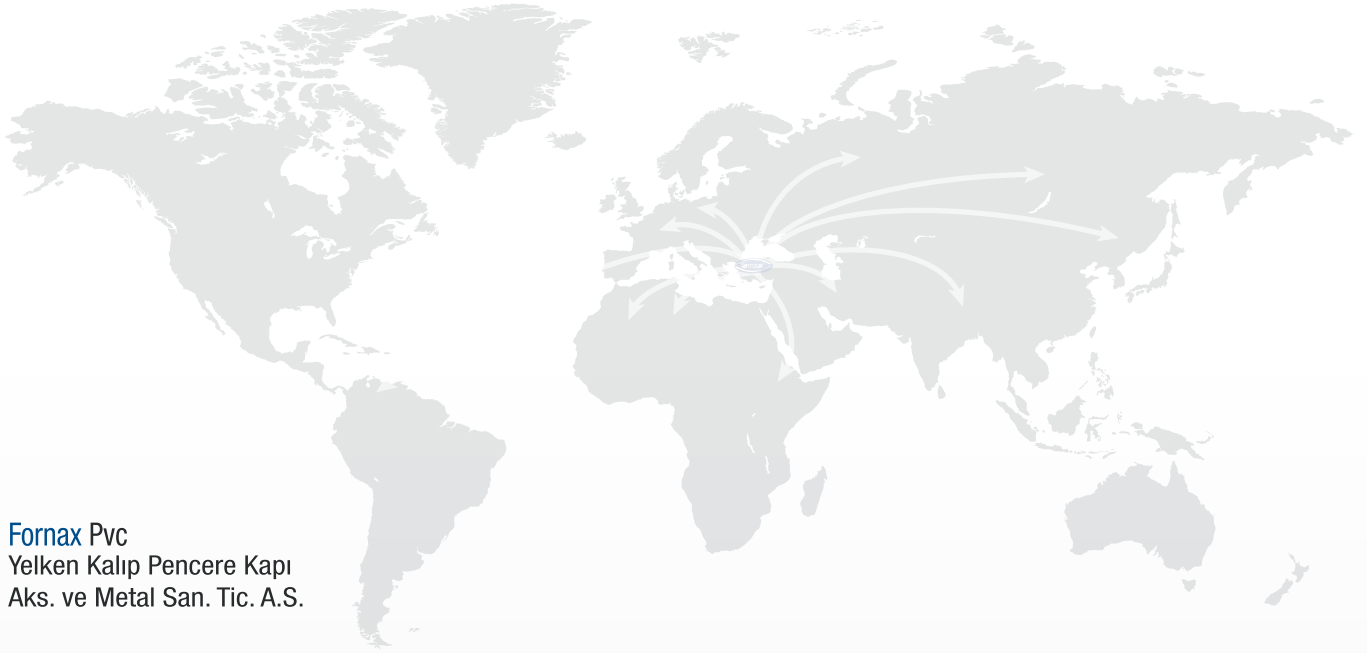 Fornax Pvc
Yelken Kalıp Pencere Kapı
Aks. ve Metal San. Tic. A.S.